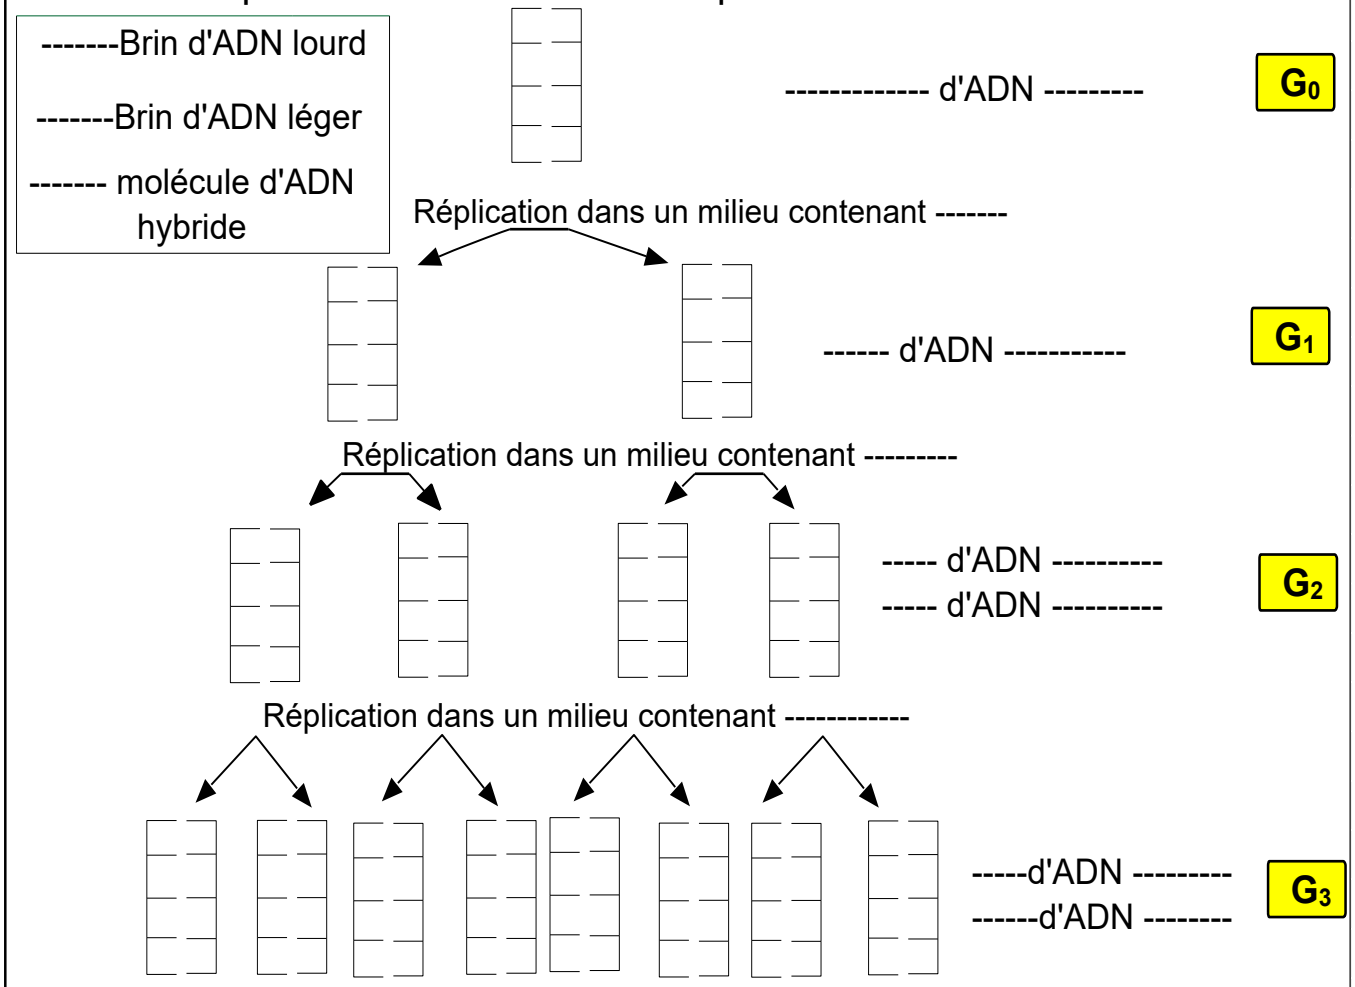 -------Brin d'ADN lourd
-------Brin d'ADN léger
------- molécule d'ADN
hybride
------------- d'ADN ---------
G₀
Réplication dans un milieu contenant -------
------ d'ADN -----------
G₁
Réplication dans un milieu contenant ---------
----- d'ADN ----------
----- d'ADN ----------
G₂
Réplication dans un milieu contenant ------------
-----d'ADN ---------
------d'ADN --------
G₃